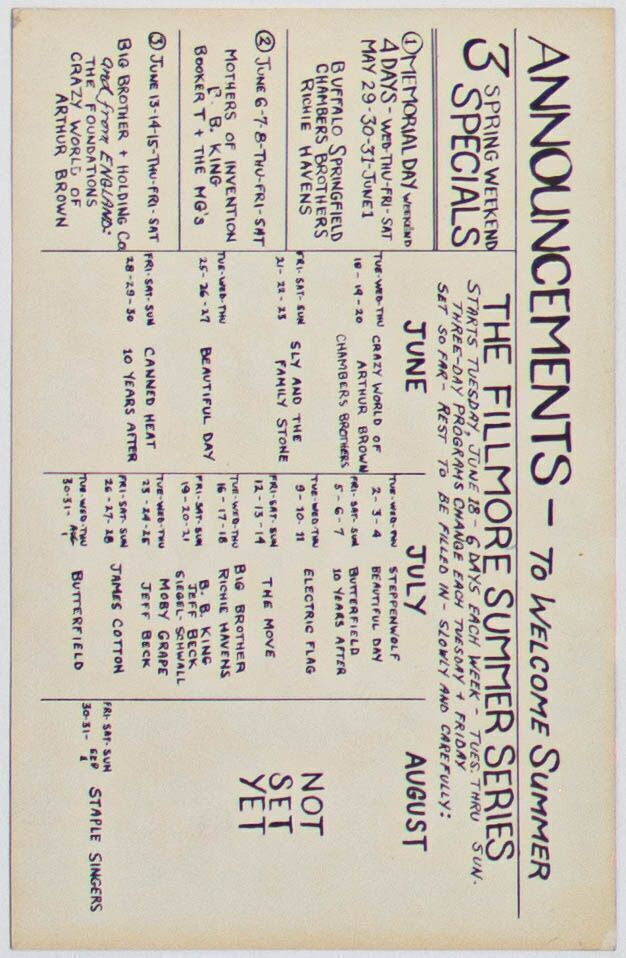 ANNOUNCEMENTS - TO WELCOME SUMMER
3 SPRING WEEKEND
SPECIALS
① MEMORIAL DAY WEEKEND
4 DAYS - WED-THU-FRI-SAT
MAY 29-30-31-JUNE 1
BUFFALO SPRINGFIELD
CHAMBERS BROTHERS
RICHIE HAVENS
② JUNE 6-7-8-THU-FRI-SAT
MOTHERS OF INVENTION
B. B. KING
BOOKER T + THE MG'S
③ JUNE 13-14-15-THU-FRI-SAT
BIG BROTHER + HOLDING CO.
and from ENGLAND:
THE FOUNDATIONS
CRAZY WORLD OF
ARTHUR BROWN
THE FILLMORE SUMMER SERIES
STARTS TUESDAY, JUNE 18 - 6 DAYS EACH WEEK - TUES. THRU SUN.
THREE-DAY PROGRAMS CHANGE EACH TUESDAY + FRIDAY
SET SO FAR - REST TO BE FILLED IN - SLOWLY AND CAREFULLY:
JUNE
TUE-WED-THU CRAZY WORLD OF
18-19-20 ARTHUR BROWN
CHAMBERS BROTHERS
FRI-SAT-SUN SLY AND THE
21-22-23 FAMILY STONE
TUE-WED-THU BEAUTIFUL DAY
25-26-27
FRI-SAT-SUN CANNED HEAT
28-29-30 10 YEARS AFTER
JULY
TUE-WED-THU STEPPENWOLF
2-3-4 BEAUTIFUL DAY
FRI-SAT-SUN BUTTERFIELD
5-6-7 10 YEARS AFTER
TUE-WED-THU ELECTRIC FLAG
9-10-11
FRI-SAT-SUN THE MOVE
12-13-14
TUE-WED-THU BIG BROTHER
16-17-18 RICHIE HAVENS
FRI-SAT-SUN B. B. KING
19-20-21 JEFF BECK
SIEGEL-SCHWALL
TUE-WED-THU MOBY GRAPE
23-24-25 JEFF BECK
FRI-SAT-SUN JAMES COTTON
26-27-28
TUE-WED-THU BUTTERFIELD
30-31-AUG 1
AUGUST
NOT
SET
YET
FRI-SAT-SUN STAPLE SINGERS
30-31-SEP 1